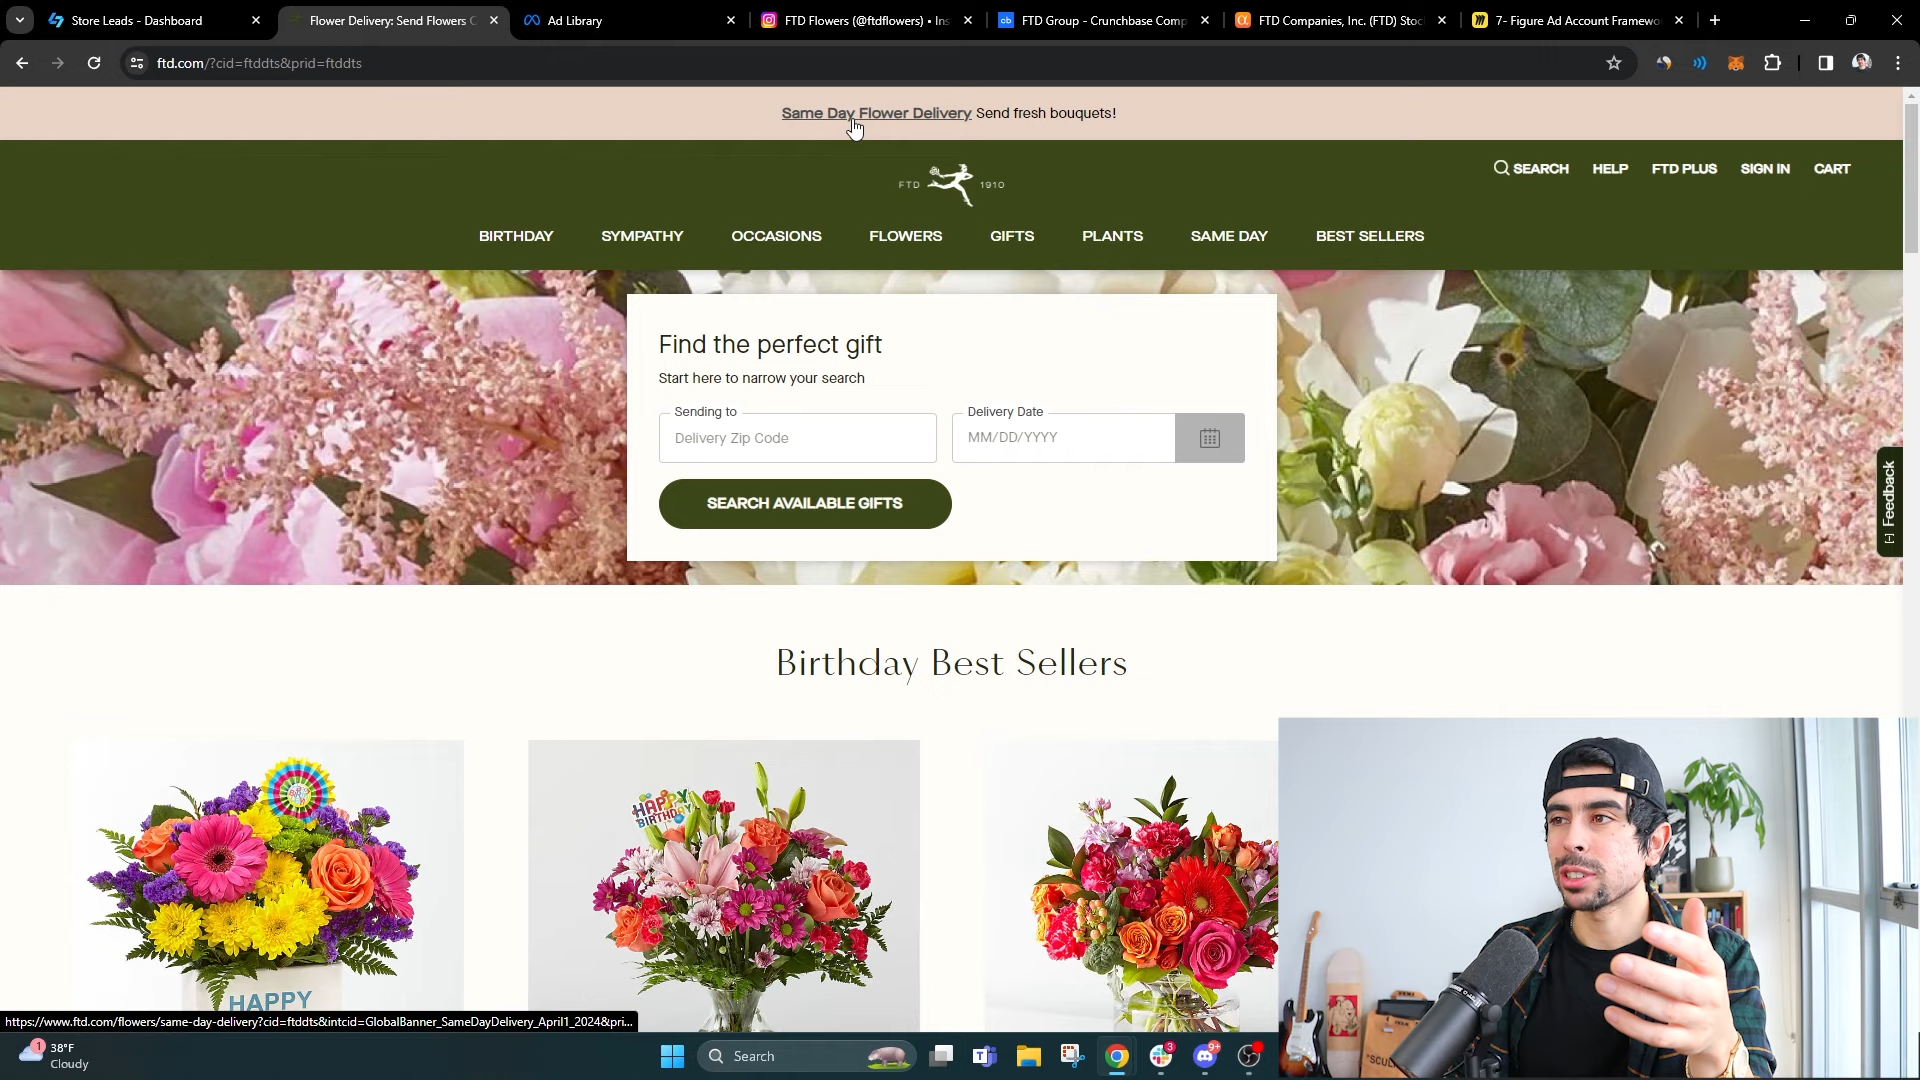 Store Leads - Dashboard
Flower Delivery: Send Flowers
Ad Library
FTD Flowers (@ftdflowers) • Ins
FTD Group - Crunchbase Comp
FTD Companies, Inc. (FTD) Stoc
7- Figure Ad Account Framewo
ftd.com/?cid=ftddts&prid=ftddts
Same Day Flower Delivery Send fresh bouquets!
FTD 1910
SEARCH HELP FTD PLUS SIGN IN CART
BIRTHDAY SYMPATHY OCCASIONS FLOWERS GIFTS PLANTS SAME DAY BEST SELLERS
Find the perfect gift
Start here to narrow your search
Sending to
Delivery Zip Code
Delivery Date
MM/DD/YYYY
SEARCH AVAILABLE GIFTS
[-] Feedback
Birthday Best Sellers
HAPPY
BIRTHDAY
HAPPY
https://www.ftd.com/flowers/same-day-delivery?cid=ftddts&intcid=GlobalBanner_SameDayDelivery_April1_2024&pri...
1
38°F
Cloudy
Search
3
9+